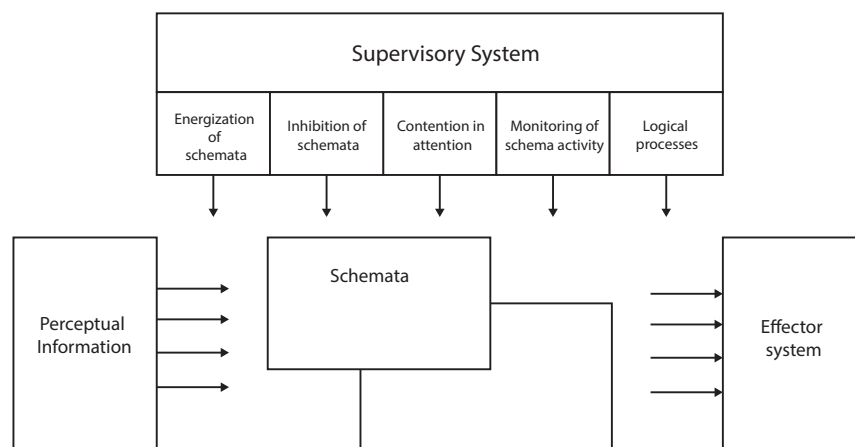 Supervisory System
Energization
of
schemata
Inhibition of
schemata
Contention in
attention
Monitoring of
schema activity
Logical
processes
Perceptual
Information
Schemata
Effector
system